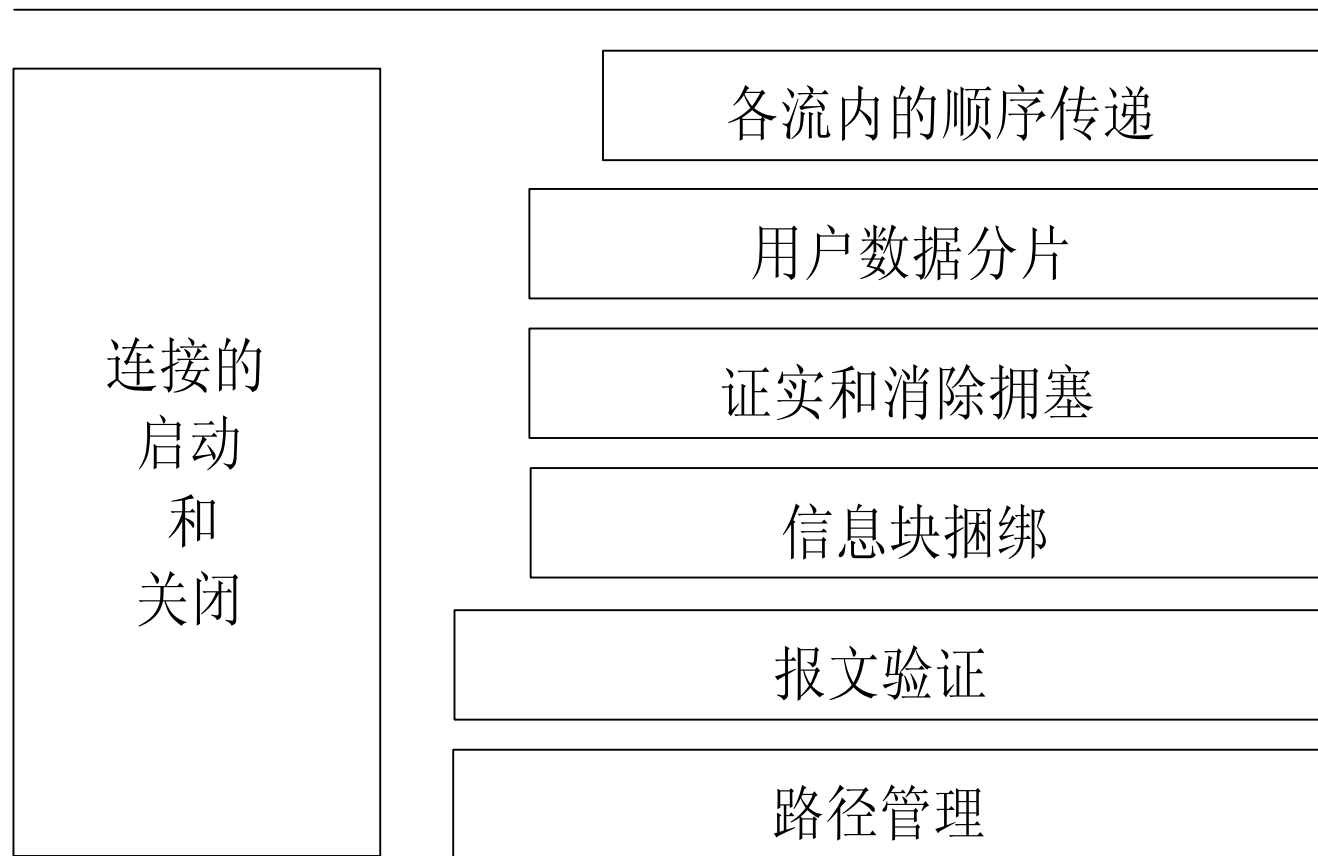 连接的
启动
和
关闭
各流内的顺序传递
用户数据分片
证实和消除拥塞
信息块捆绑
报文验证
路径管理